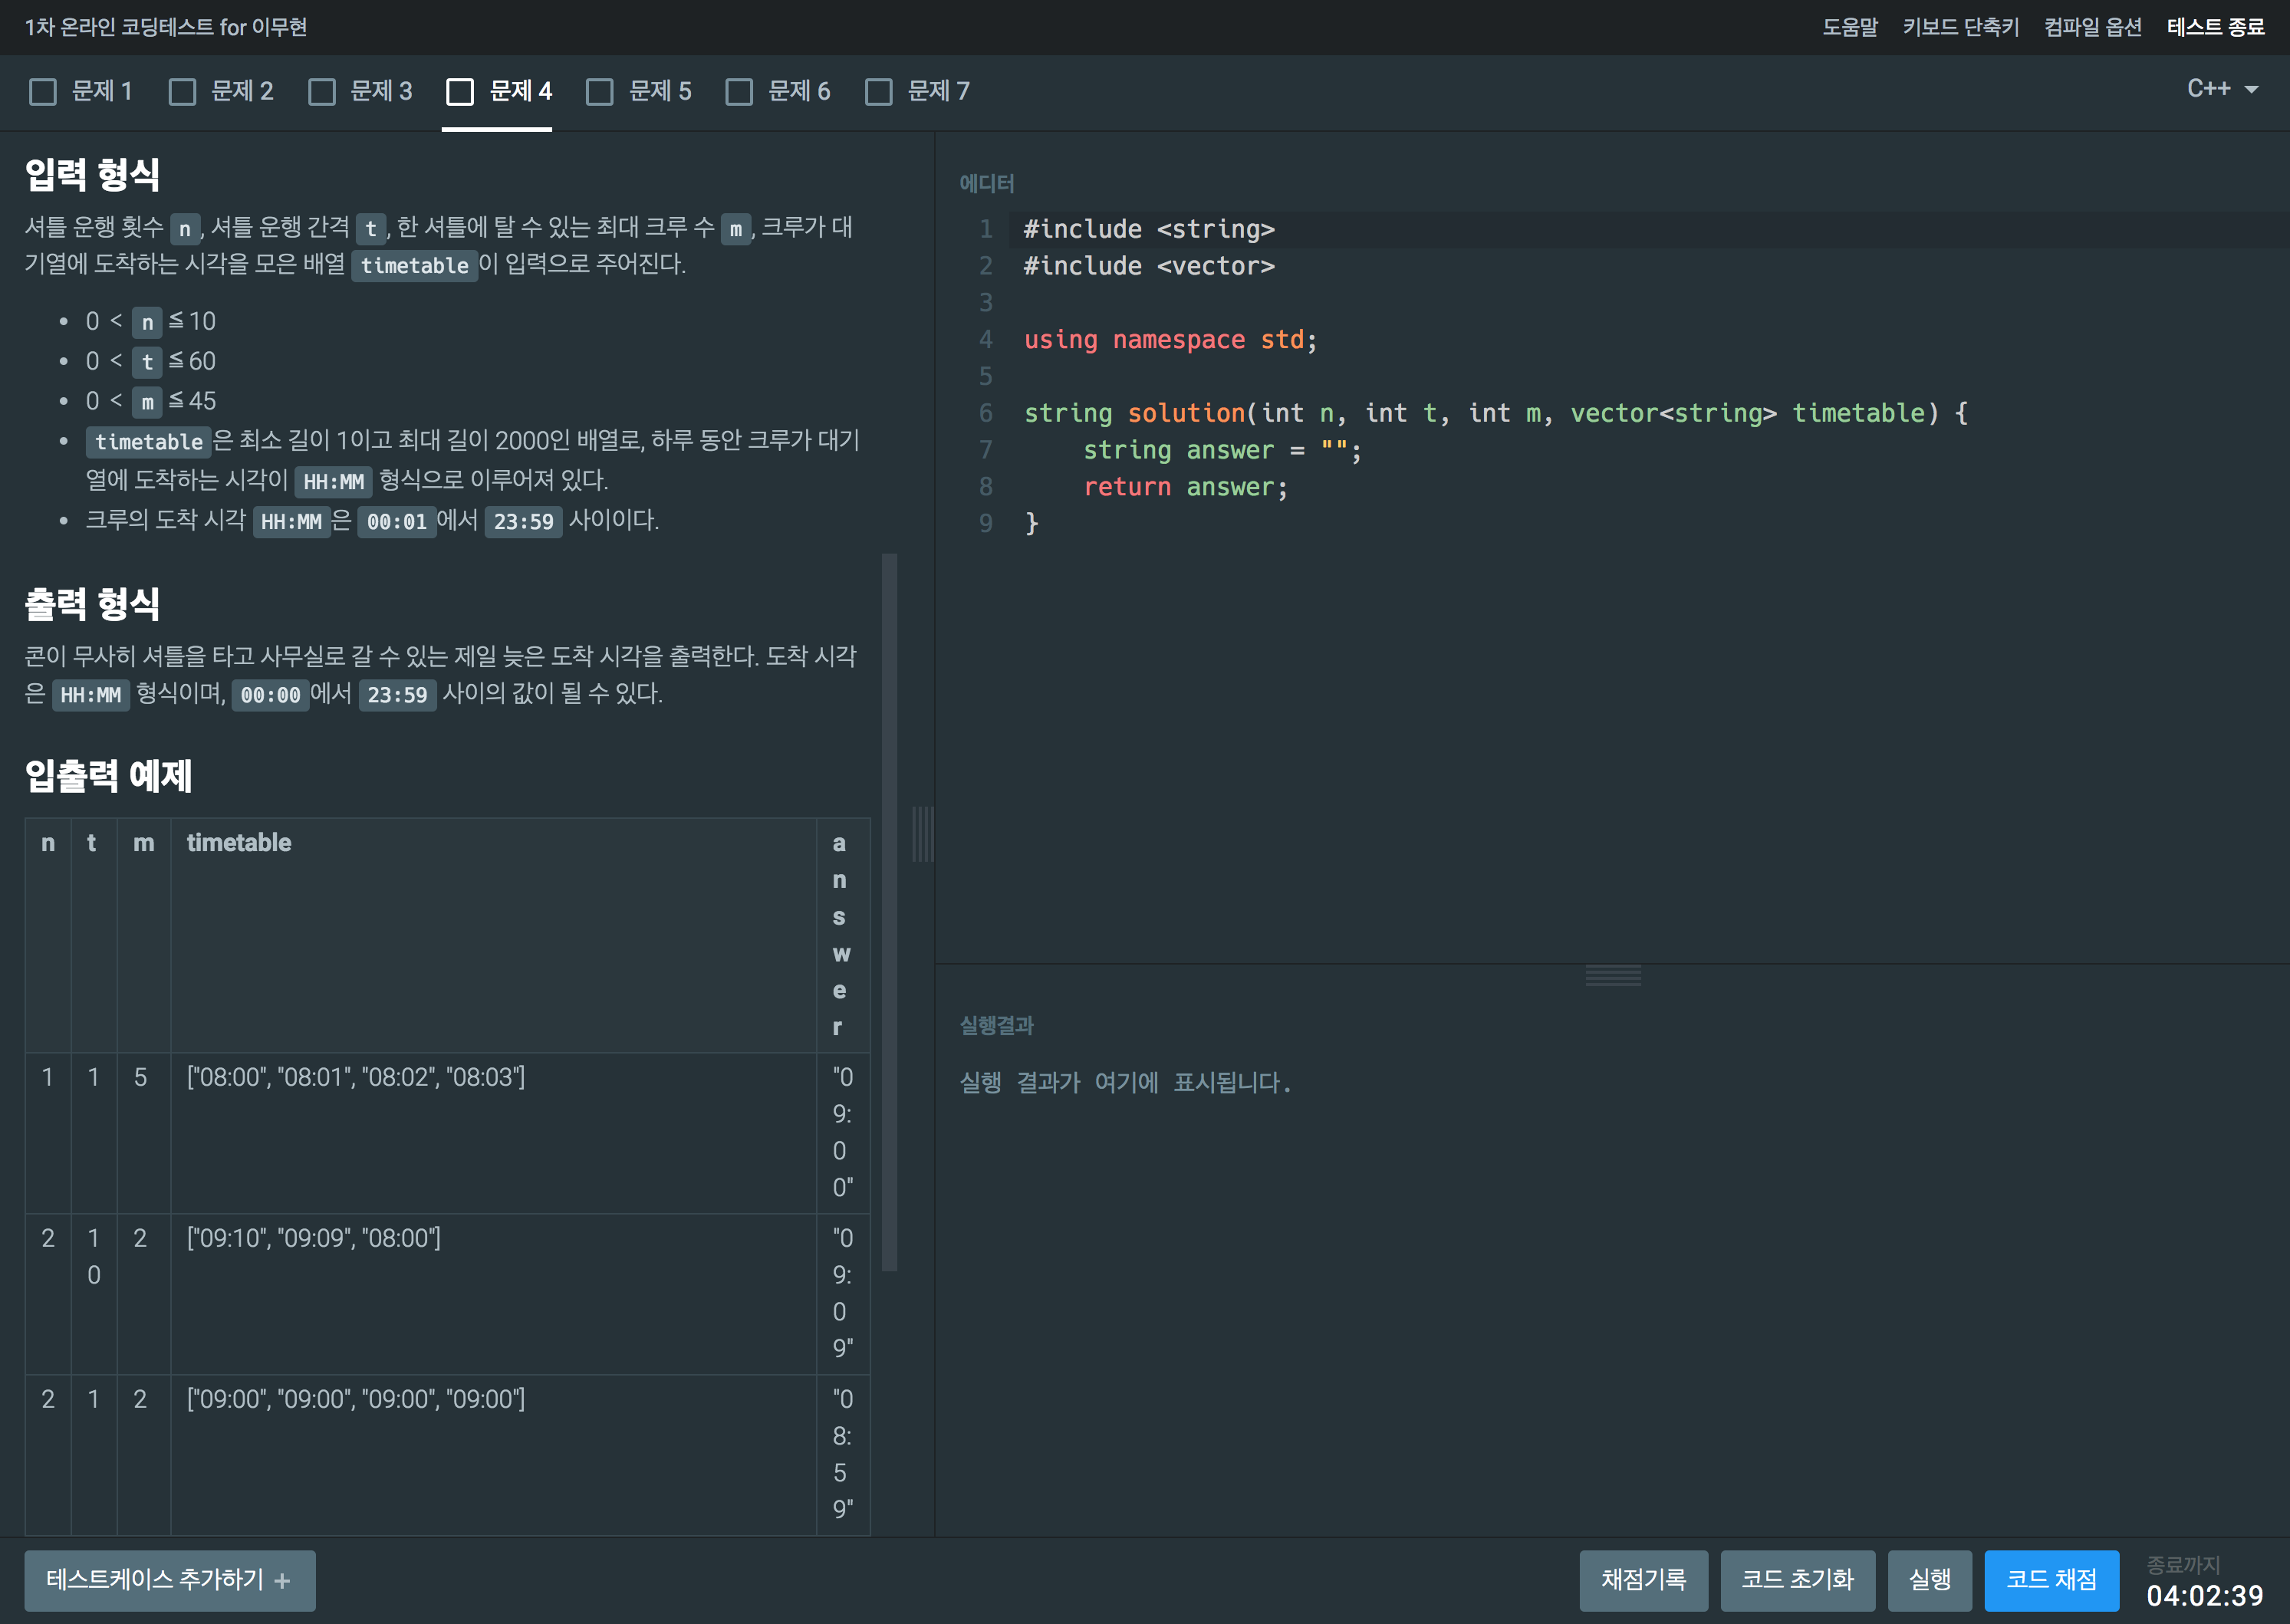 1차 온라인 코딩테스트 for 이무현
도움말 키보드 단축키 컴파일 옵션 테스트 종료
문제 1 문제 2 문제 3 문제 4 문제 5 문제 6 문제 7
C++
입력 형식
셔틀 운행 횟수 n, 셔틀 운행 간격 t, 한 셔틀에 탈 수 있는 최대 크루 수 m, 크루가 대
기열에 도착하는 시각을 모은 배열 timetable이 입력으로 주어진다.
• 0 < n ≦ 10
• 0 < t ≦ 60
• 0 < m ≦ 45
• timetable은 최소 길이 1이고 최대 길이 2000인 배열로, 하루 동안 크루가 대기
열에 도착하는 시각이 HH:MM 형식으로 이루어져 있다.
• 크루의 도착 시각 HH:MM은 00:01에서 23:59 사이이다.
출력 형식
콘이 무사히 셔틀을 타고 사무실로 갈 수 있는 제일 늦은 도착 시각을 출력한다. 도착 시각
은 HH:MM 형식이며, 00:00에서 23:59 사이의 값이 될 수 있다.
입출력 예제
n t m timetable a
n
s
w
e
r
1 1 5 ["08:00", "08:01", "08:02", "08:03"] "0
9:
0
0"
2 1 2 ["09:10", "09:09", "08:00"] "0
0 9:
0
9"
2 1 2 ["09:00", "09:00", "09:00", "09:00"] "0
8:
5
9"
에디터
1 #include <string>
2 #include <vector>
3
4 using namespace std;
5
6 string solution(int n, int t, int m, vector<string> timetable) {
7 string answer = "";
8 return answer;
9 }
실행결과
실행 결과가 여기에 표시됩니다.
테스트케이스 추가하기 +
채점기록 코드 초기화 실행 코드 채점
종료까지
04:02:39